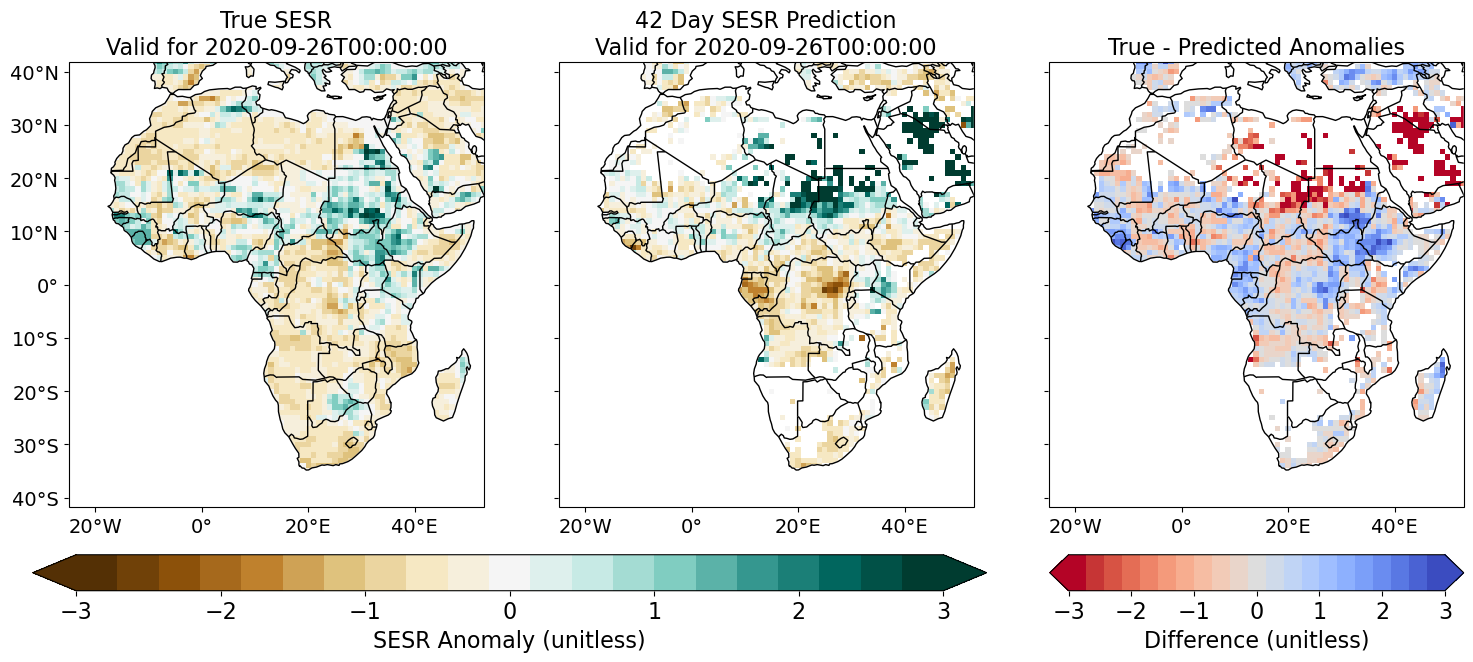 True SESR
Valid for 2020-09-26T00:00:00
42 Day SESR Prediction
Valid for 2020-09-26T00:00:00
True - Predicted Anomalies
40°N
30°N
20°N
10°N
0°
10°S
20°S
30°S
40°S
20°W 0° 20°E 40°E
20°W 0° 20°E 40°E
20°W 0° 20°E 40°E
−3 −2 −1 0 1 2 3
SESR Anomaly (unitless)
−3 −2 −1 0 1 2 3
Difference (unitless)